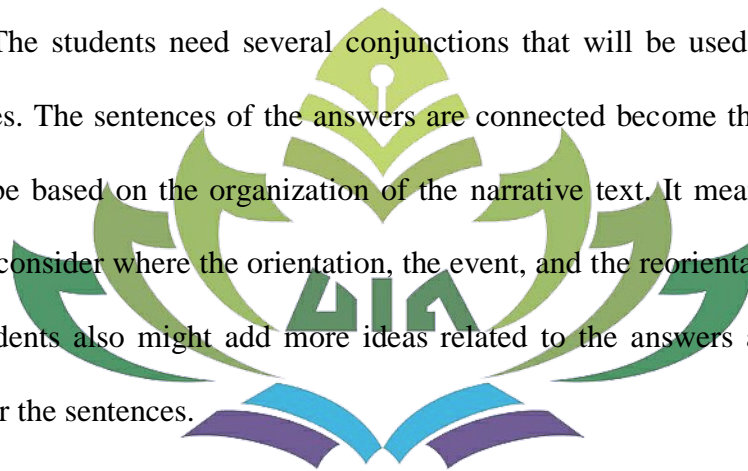 The students need several conjunctions that will be used
es. The sentences of the answers are connected become th
be based on the organization of the narrative text. It mea
consider where the orientation, the event, and the reorienta
dents also might add more ideas related to the answers a
r the sentences.